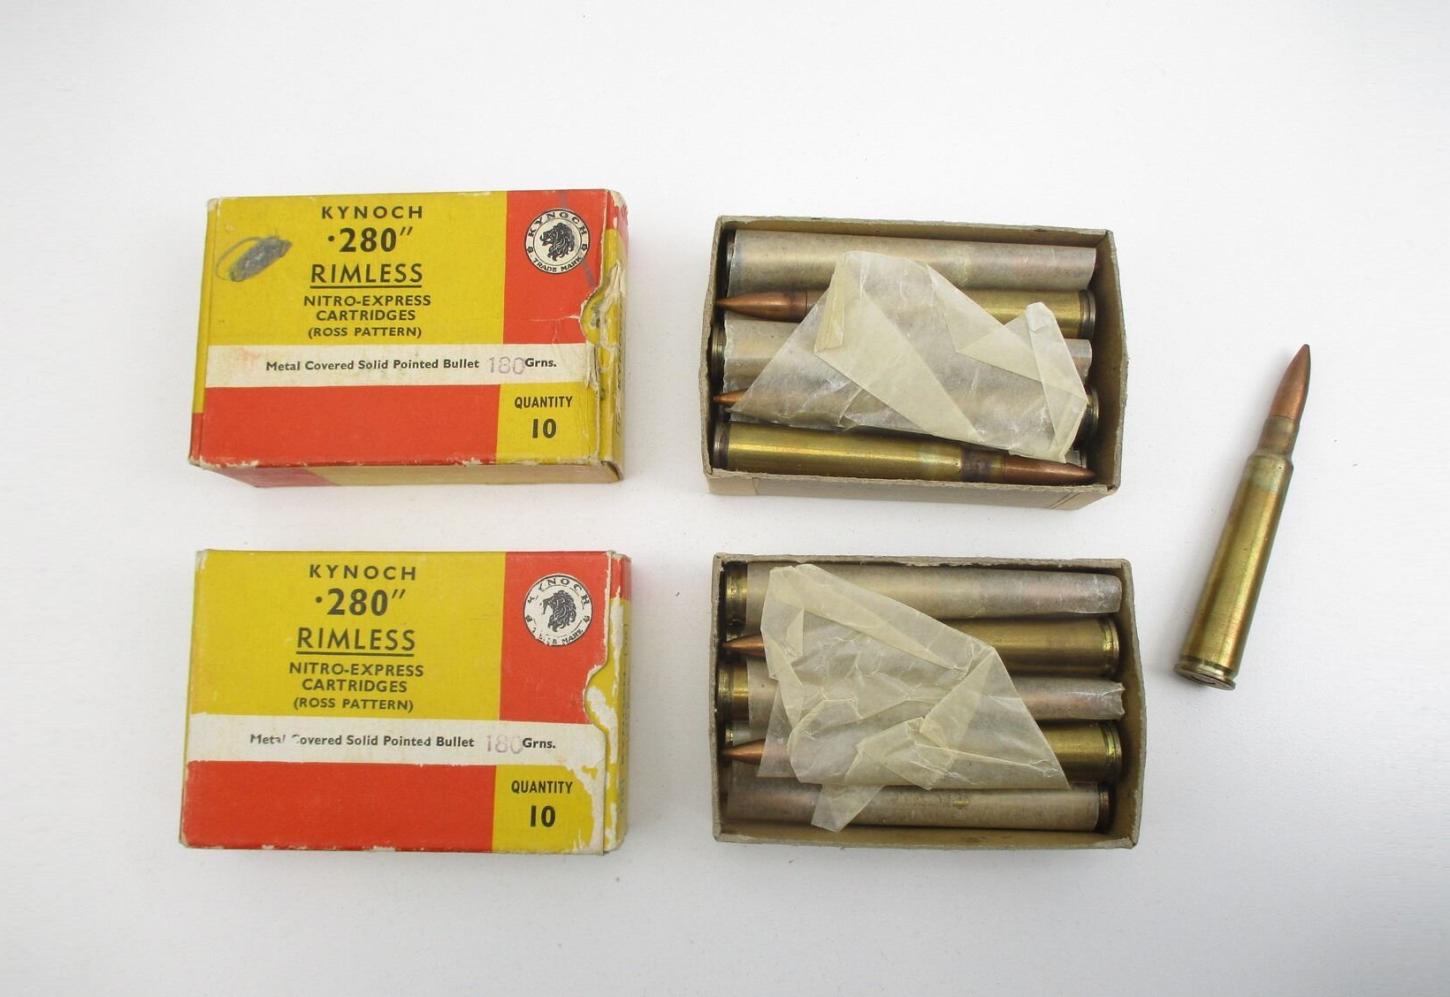 KYNOCH
·280"
RIMLESS
NITRO-EXPRESS
CARTRIDGES
(ROSS PATTERN)
Metal Covered Solid Pointed Bullet 180 Grns.
QUANTITY
10
KYNOCH
TRADE MARK
KYNOCH
·280"
RIMLESS
NITRO-EXPRESS
CARTRIDGES
(ROSS PATTERN)
Metal Covered Solid Pointed Bullet 180 Grns.
QUANTITY
10
KYNOCH
MARK